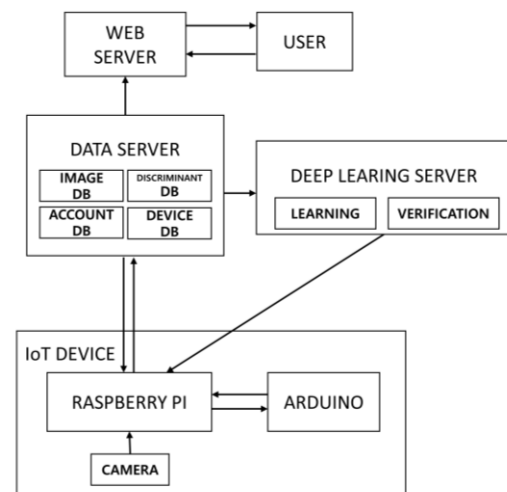 WEB
SERVER
USER
DATA SERVER
IMAGE
DB
DISCRIMINANT
DB
ACCOUNT
DB
DEVICE
DB
DEEP LEARING SERVER
LEARNING
VERIFICATION
IoT DEVICE
RASPBERRY PI
ARDUINO
CAMERA